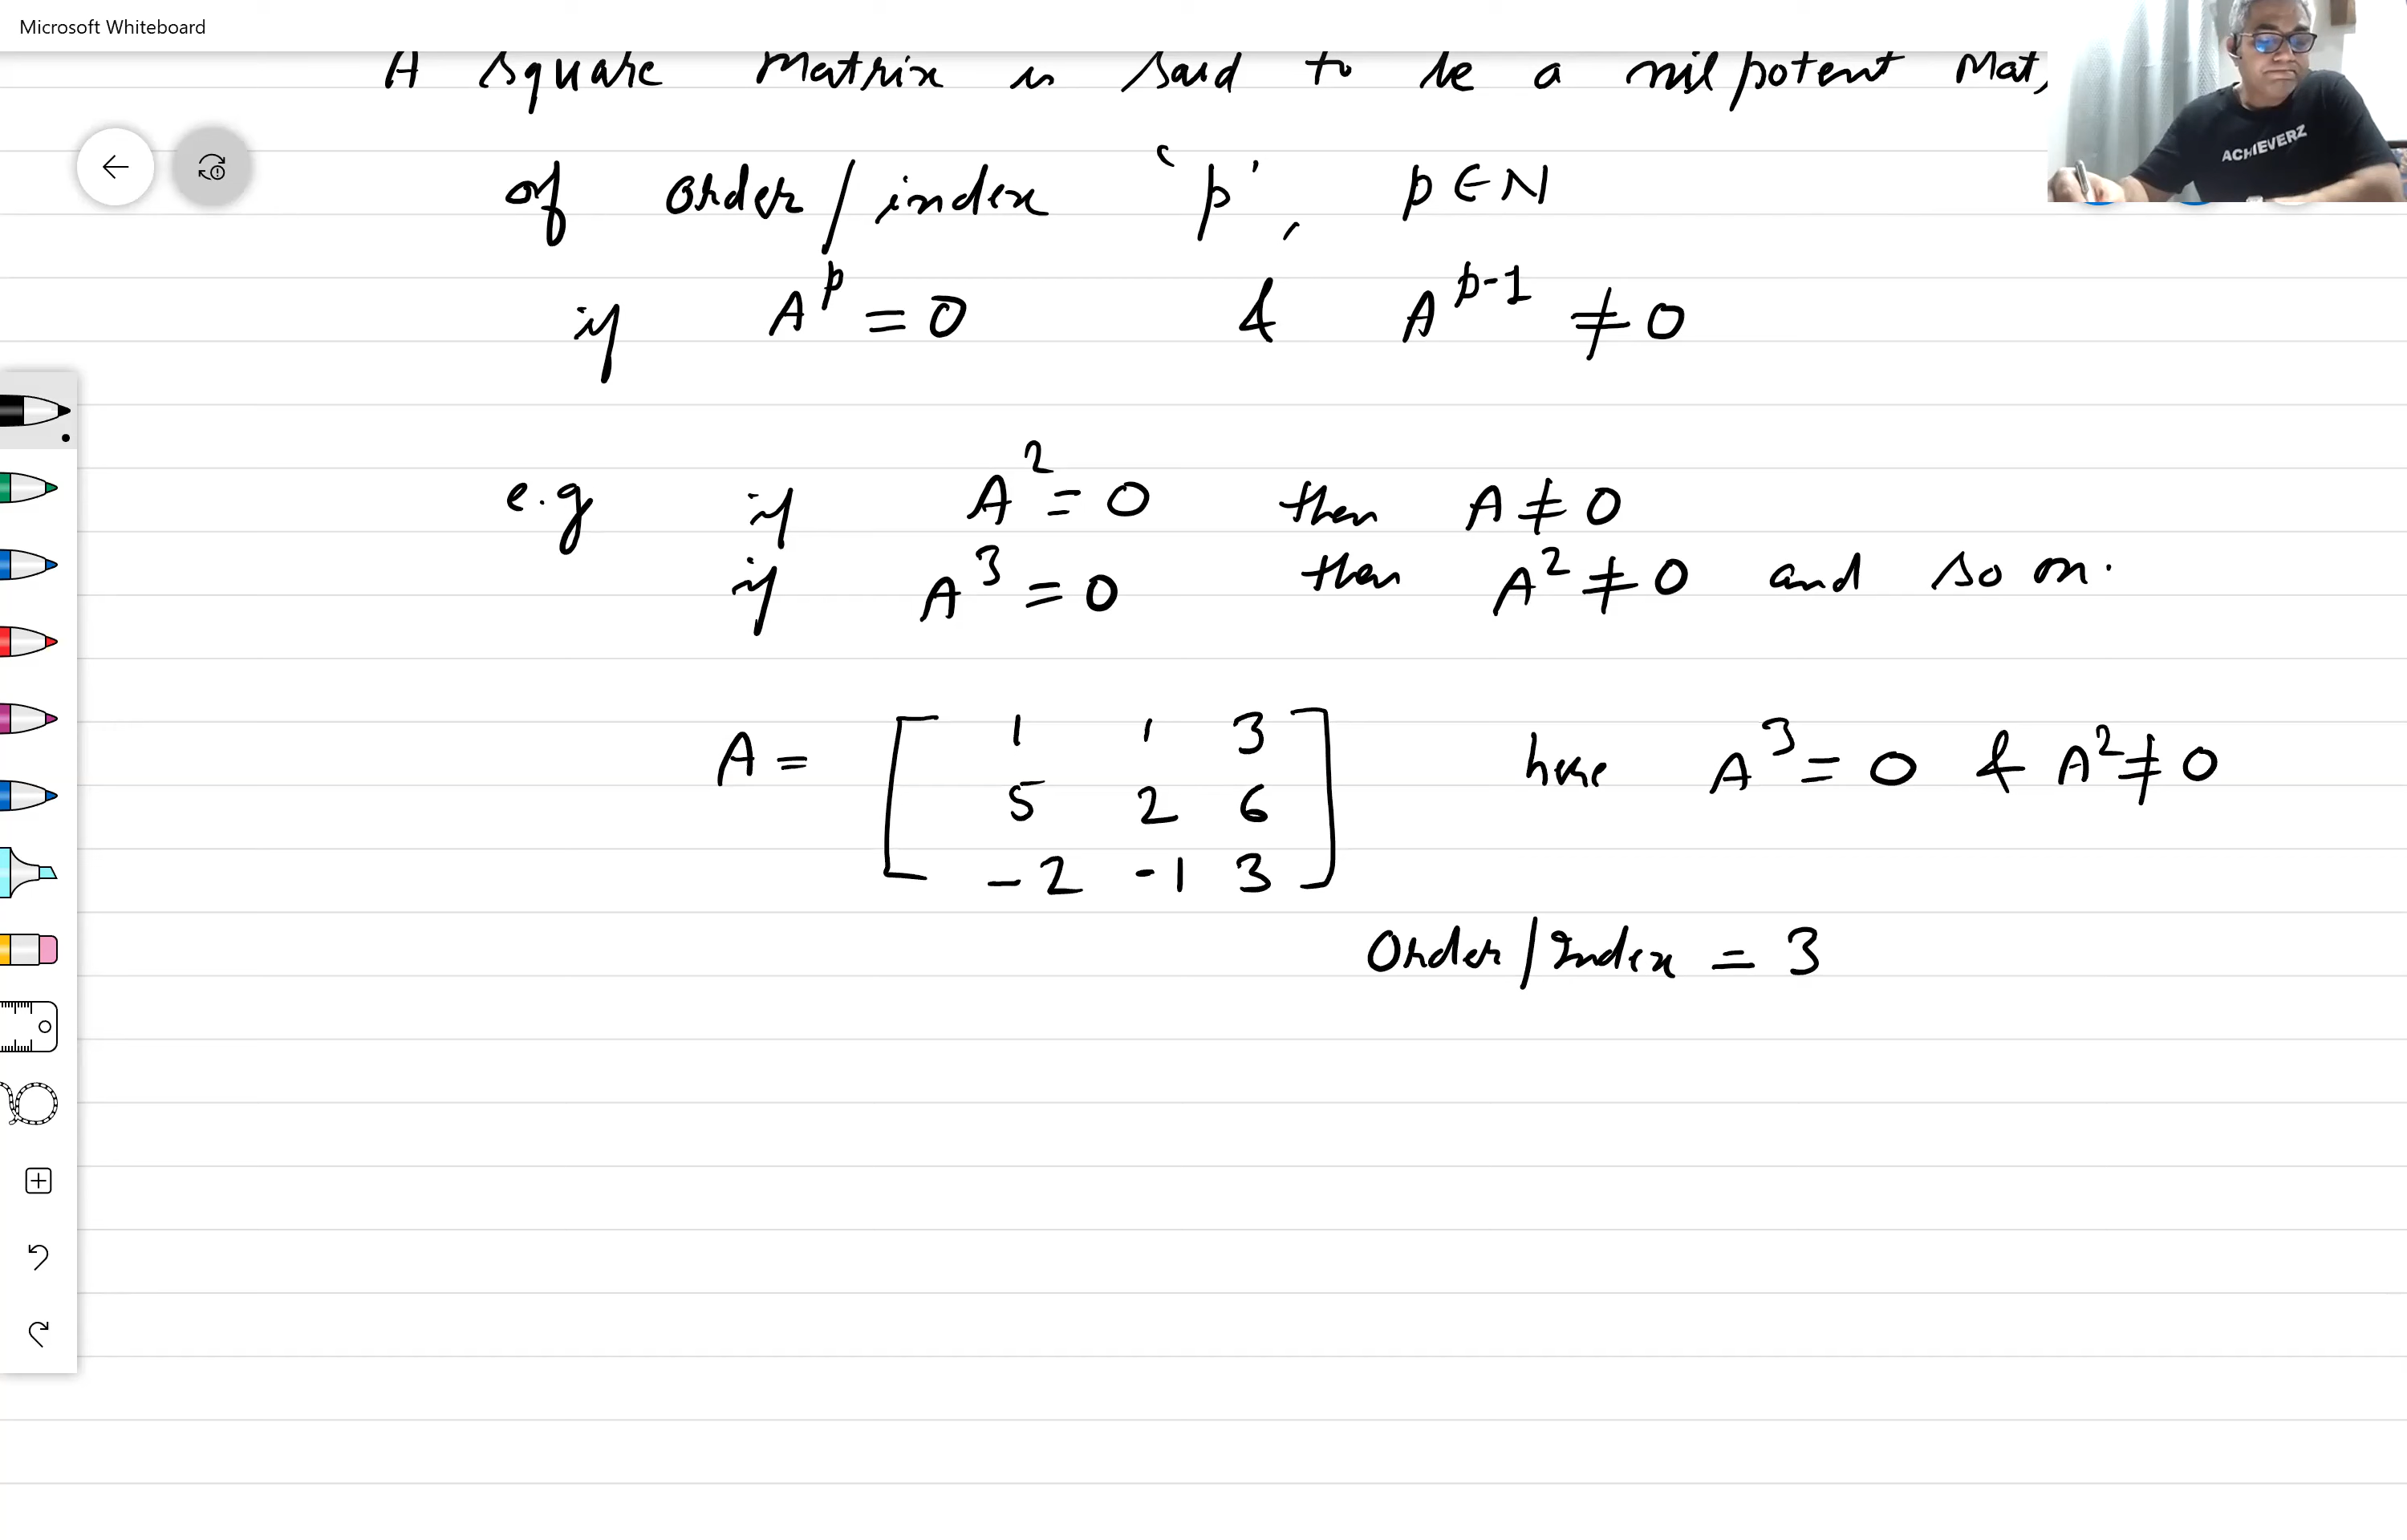 Microsoft Whiteboard
A square matrix is said to be a nilpotent Mat,
of order/index 'p', p ∈ N
if A^p = 0 & A^{p-1} ≠ 0
e.g if A^2 = 0 then A ≠ 0
if A^3 = 0 then A^2 ≠ 0 and so on.
A = [ 1 1 3
5 2 6
-2 -1 3 ]
here A^3 = 0 & A^2 ≠ 0
Order/Index = 3
ACHIEVERZ